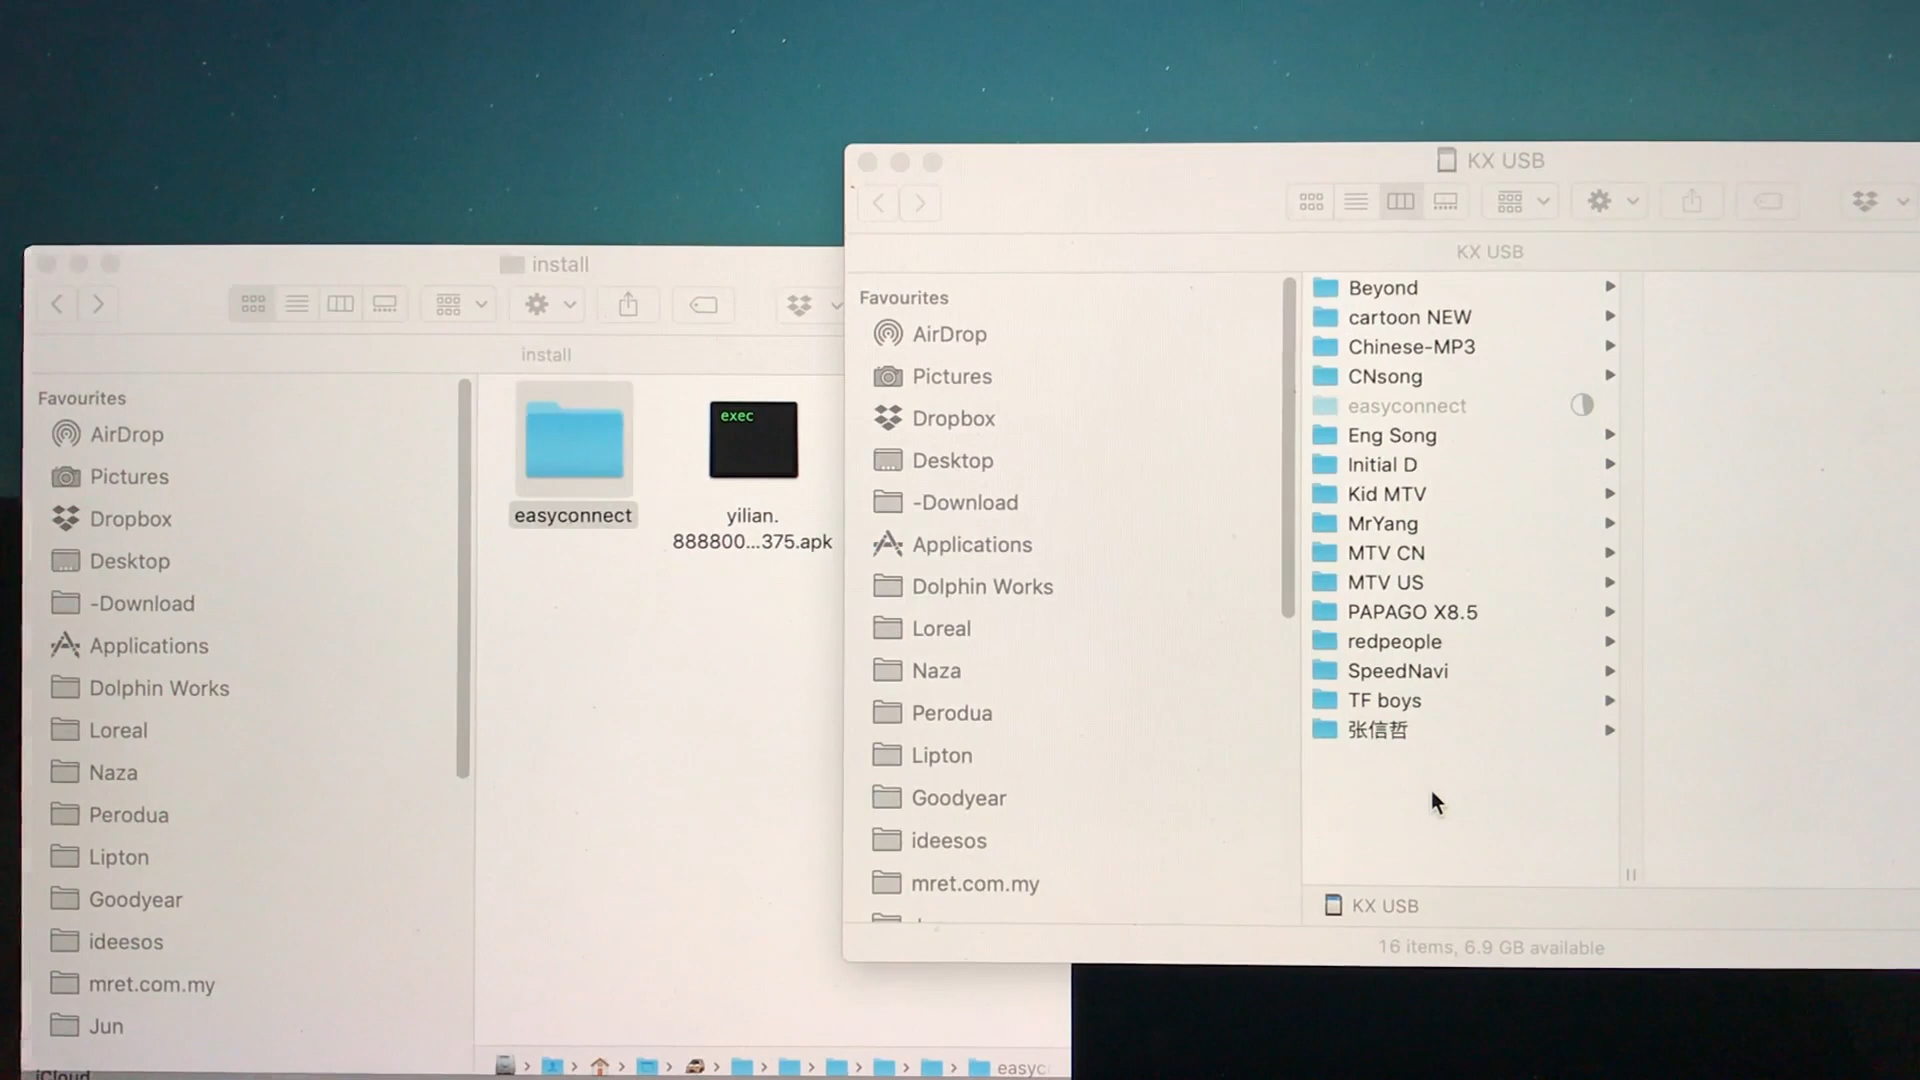 install
install
Favourites
AirDrop
Pictures
Dropbox
Desktop
-Download
Applications
Dolphin Works
Loreal
Naza
Perodua
Lipton
Goodyear
ideesos
mret.com.my
Jun
iCloud
easyconnect
exec
yilian.
888800...375.apk
easyc
KX USB
KX USB
Favourites
AirDrop
Pictures
Dropbox
Desktop
-Download
Applications
Dolphin Works
Loreal
Naza
Perodua
Lipton
Goodyear
ideesos
mret.com.my
Beyond
cartoon NEW
Chinese-MP3
CNsong
easyconnect
Eng Song
Initial D
Kid MTV
MrYang
MTV CN
MTV US
PAPAGO X8.5
redpeople
SpeedNavi
TF boys
张信哲
KX USB
16 items, 6.9 GB available